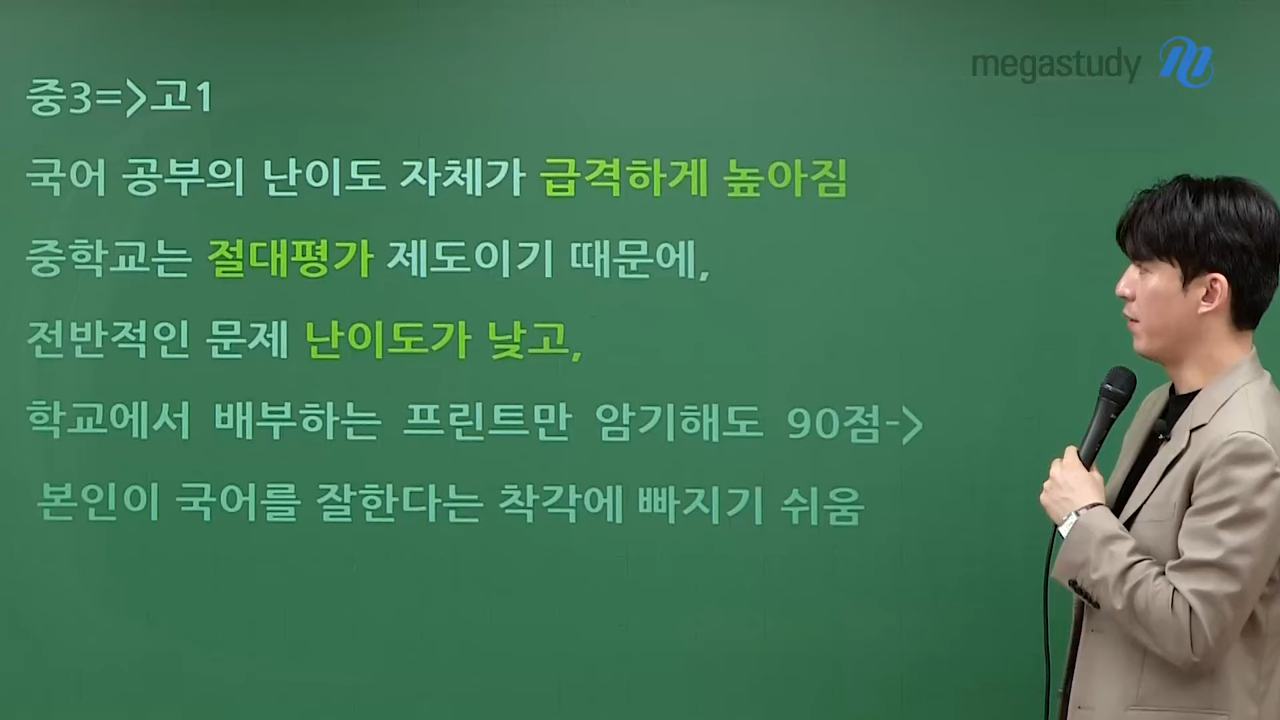 megastudy
중3=>고1
국어 공부의 난이도 자체가 급격하게 높아짐
중학교는 절대평가 제도이기 때문에,
전반적인 문제 난이도가 낮고,
학교에서 배부하는 프린트만 암기해도 90점->
본인이 국어를 잘한다는 착각에 빠지기 쉬움